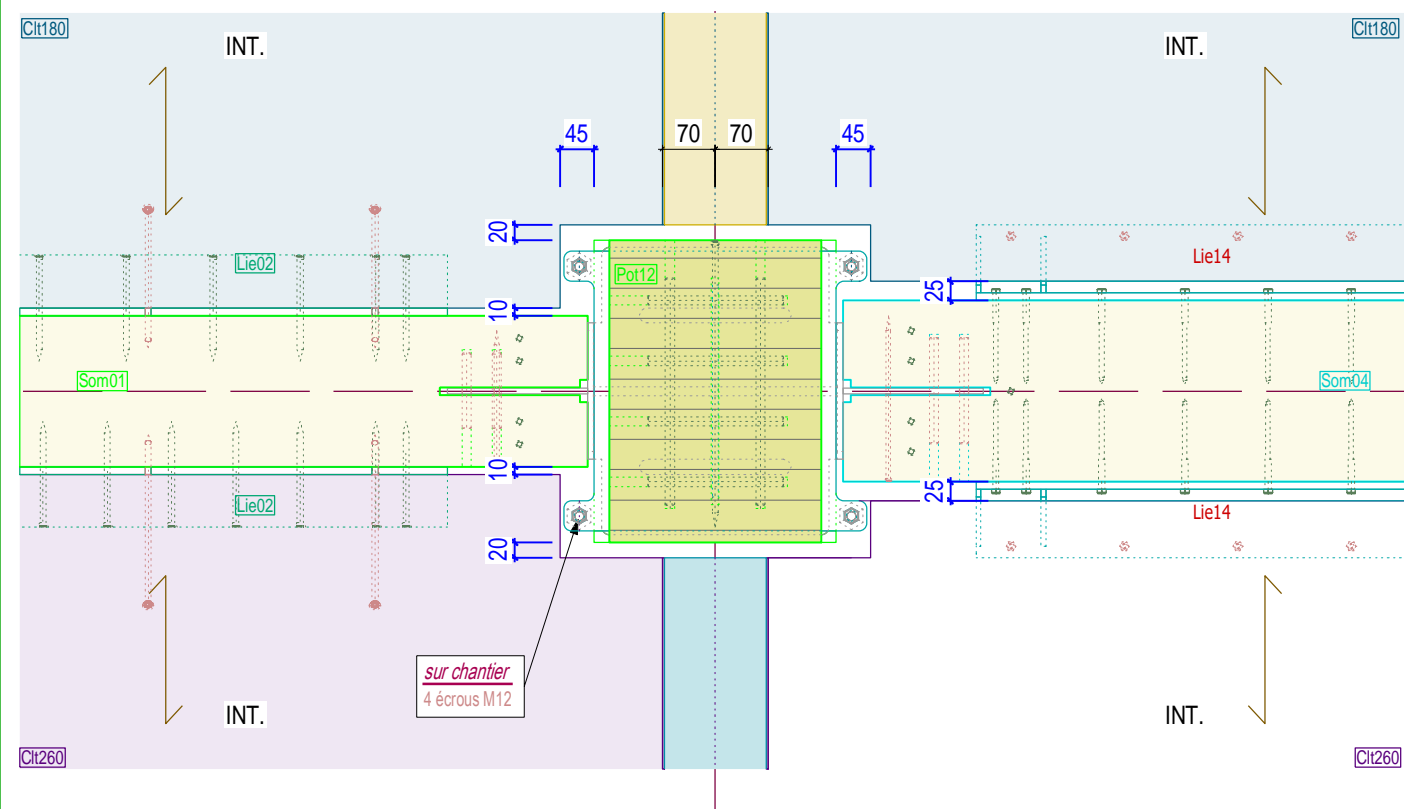 Clt180
INT.
INT.
Clt180
45
70
70
45
20
Lie02
Pot12
Lie14
10
25
Som01
Som04
10
25
Lie02
Lie14
20
sur chantier
4 écrous M12
INT.
INT.
Clt260
Clt260